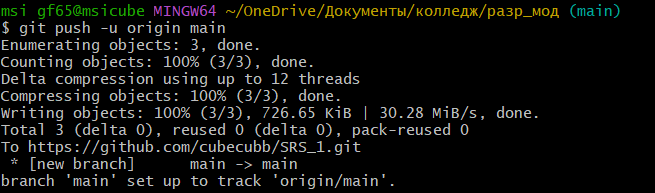 msi gf65@msicube MINGW64 ~/OneDrive/Документы/колледж/разр_мод (main)
$ git push -u origin main
Enumerating objects: 3, done.
Counting objects: 100% (3/3), done.
Delta compression using up to 12 threads
Compressing objects: 100% (3/3), done.
Writing objects: 100% (3/3), 726.65 KiB | 30.28 MiB/s, done.
Total 3 (delta 0), reused 0 (delta 0), pack-reused 0
To https://github.com/cubecubb/SRS_1.git
 * [new branch]      main -> main
branch 'main' set up to track 'origin/main'.